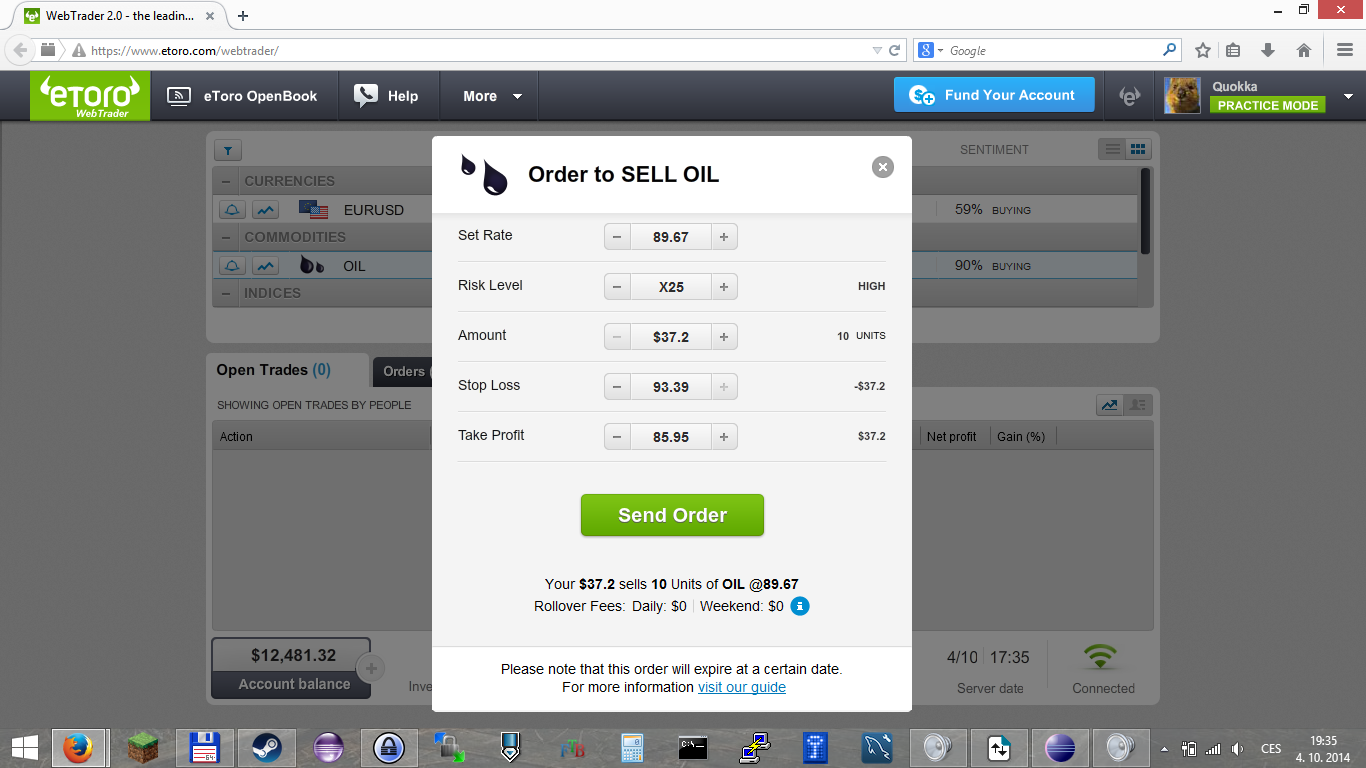 WebTrader 2.0 - the leadin...
https://www.etoro.com/webtrader/
Google
eToro
WebTrader
eToro OpenBook
Help
More
Fund Your Account
Quokka
PRACTICE MODE
SENTIMENT
CURRENCIES
EURUSD
59% BUYING
COMMODITIES
OIL
90% BUYING
INDICES
Order to SELL OIL
Set Rate 89.67
Risk Level X25 HIGH
Amount $37.2 10 UNITS
Stop Loss 93.39 -$37.2
Take Profit 85.95 $37.2
Send Order
Your $37.2 sells 10 Units of OIL @89.67
Rollover Fees: Daily: $0 Weekend: $0
Please note that this order will expire at a certain date.
For more information visit our guide
Open Trades (0)
Orders (
SHOWING OPEN TRADES BY PEOPLE
Action
Net profit Gain (%)
$12,481.32
Account balance
Inve
4/10 17:35
Server date
Connected
CES
19:35
4. 10. 2014